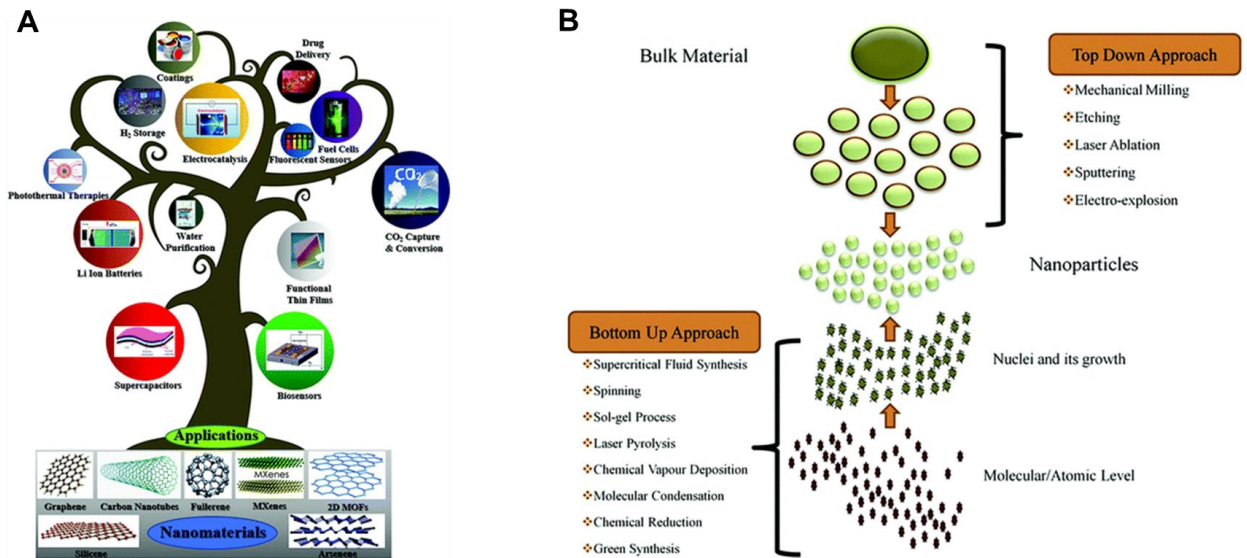 A
Coatings
Drug
Delivery
H₂ Storage
Electrocatalysis
Fluorescent Sensors
Fuel Cells
CO₂
Photothermal Therapies
Water
Purification
CO₂ Capture
& Conversion
Li Ion Batteries
Functional
Thin Films
Supercapacitors
Biosensors
Applications
MXenes
Graphene
Carbon Nanotubes
Fullerene
MXenes
2D MOFs
Silicene
Nanomaterials
Arsenene
B
Bulk Material
Top Down Approach
❖Mechanical Milling
❖Etching
❖Laser Ablation
❖Sputtering
❖Electro-explosion
Nanoparticles
Bottom Up Approach
❖Supercritical Fluid Synthesis
❖Spinning
❖Sol-gel Process
❖Laser Pyrolysis
❖Chemical Vapour Deposition
❖Molecular Condensation
❖Chemical Reduction
❖Green Synthesis
Nuclei and its growth
Molecular/Atomic Level